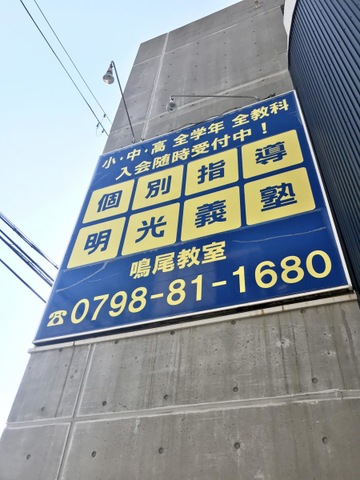 小・中・高 全学年 全教科
入会随時受付中！
個別指導
明光義塾
鳴尾教室
☎0798-81-1680